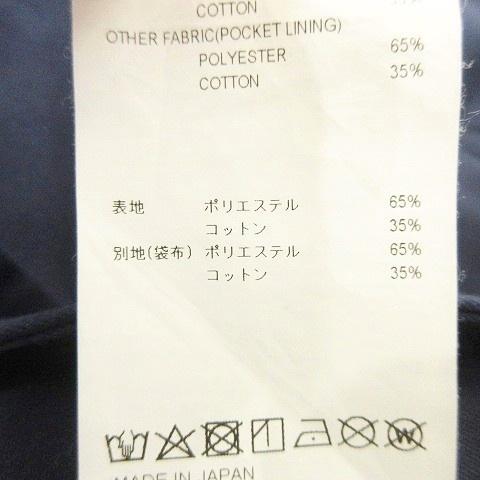 COTTON
OTHER FABRIC(POCKET LINING)
POLYESTER 65%
COTTON 35%
表地 ポリエステル 65%
コットン 35%
別地(袋布) ポリエステル 65%
コットン 35%
W
MADE IN JAPAN